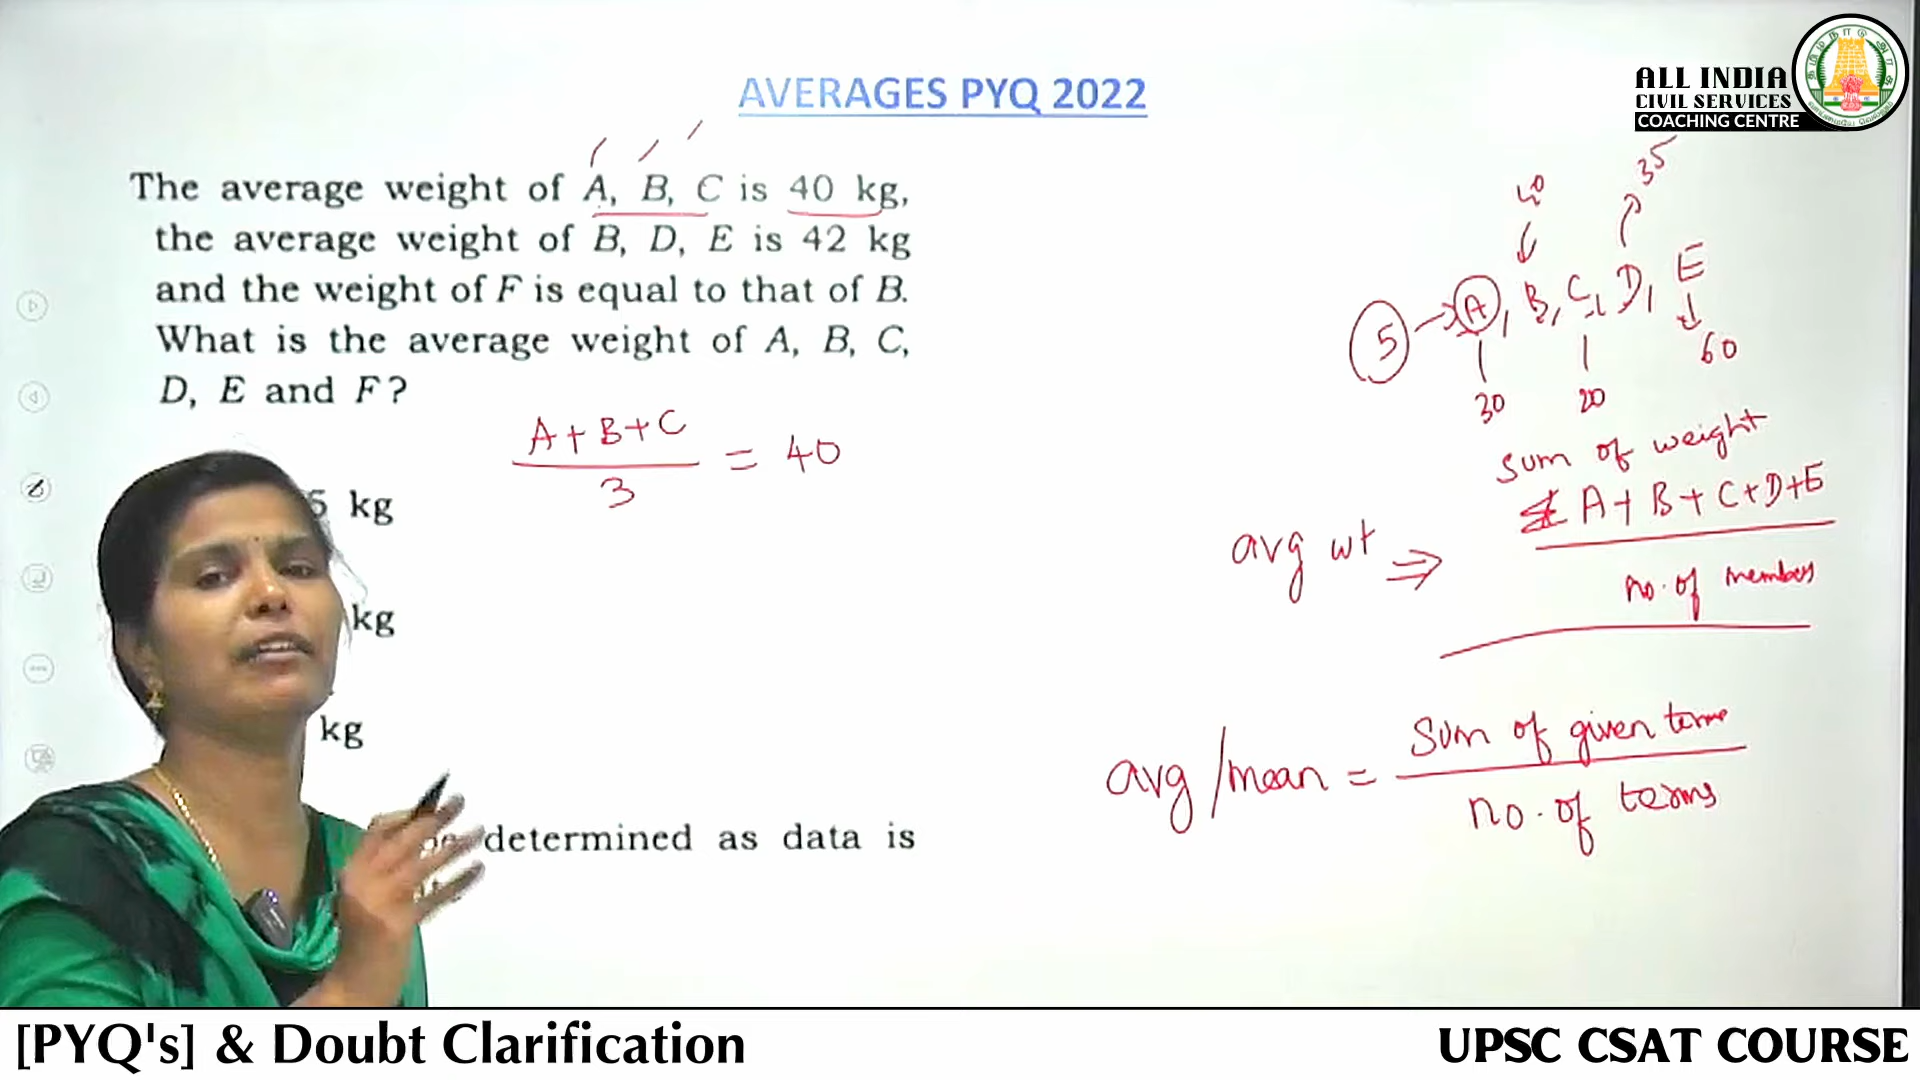 AVERAGES PYQ 2022
ALL INDIA
CIVIL SERVICES
COACHING CENTRE
The average weight of A, B, C is 40 kg,
the average weight of B, D, E is 42 kg
and the weight of F is equal to that of B.
What is the average weight of A, B, C,
D, E and F?
A+B+C
3
= 40
5 kg
kg
kg
determined as data is
40
35
5 → A, B, C, D, E
30
20
60
sum of weight
A+B+C+D+E
avg wt ⇒
no. of members
avg/mean =
Sum of given terms
no. of terms
[PYQ's] & Doubt Clarification
UPSC CSAT COURSE